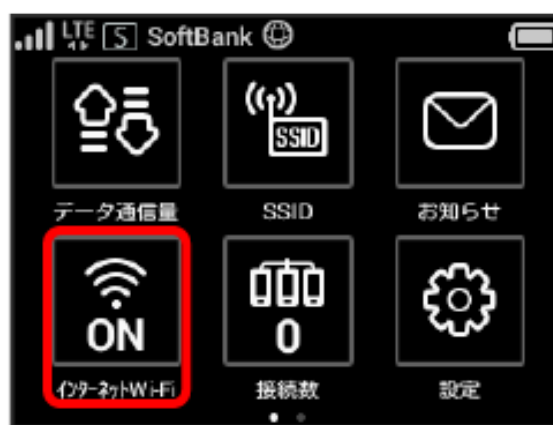 LTE S SoftBank
SSID
データ通信量 SSID お知らせ
ON 0
インターネットWi-Fi 接続数 設定